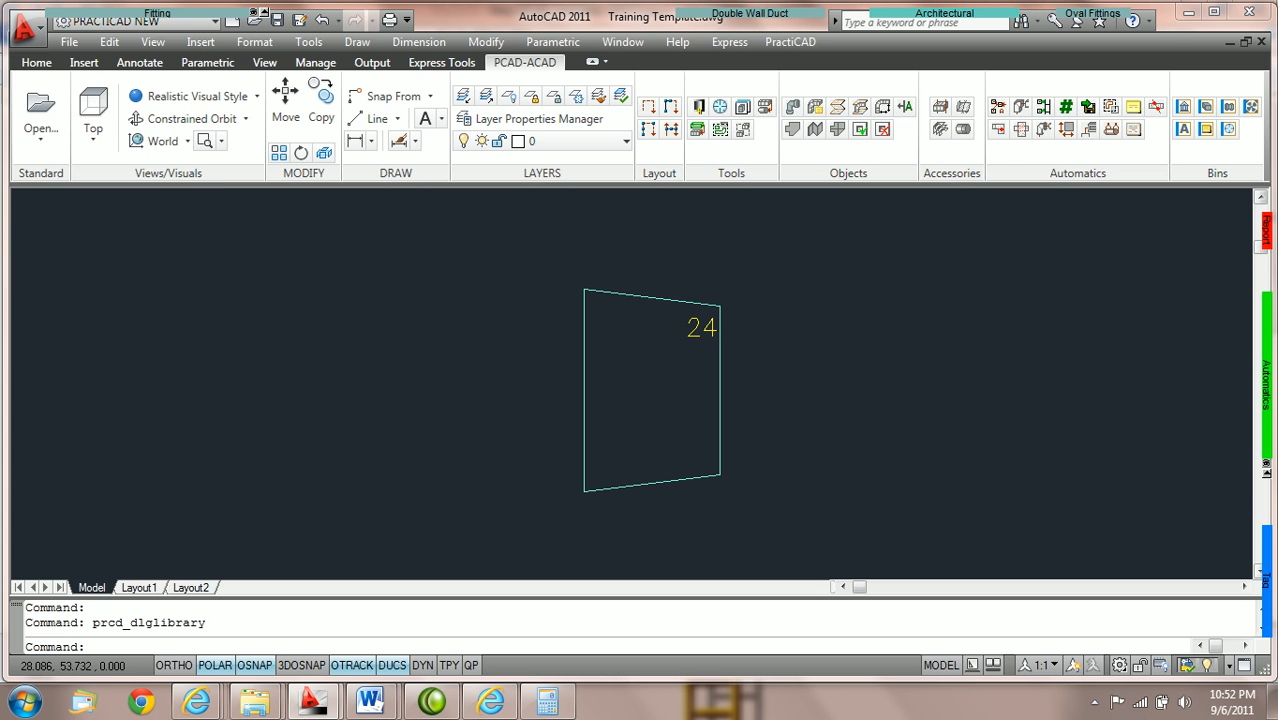 PRACTICAD NEW
Fitting
AutoCAD 2011 Training Template.dwg
Double Wall Duct
Architectural
Oval Fittings
Type a keyword or phrase
File Edit View Insert Format Tools Draw Dimension Modify Parametric Window Help Express PractiCAD
Home Insert Annotate Parametric View Manage Output Express Tools PCAD-ACAD
Open...
Top
Realistic Visual Style
Constrained Orbit
World
Move
Copy
Snap From
Line
A
Layer Properties Manager
0
A
Standard Views/Visuals MODIFY DRAW LAYERS Layout Tools Objects Accessories Automatics Bins
Report
24
Automatics
Tag
Model Layout1 Layout2
Command:
Command: prcd_dlglibrary
Command:
28.086, 53.732 , 0.000 ORTHO POLAR OSNAP 3DOSNAP OTRACK DUCS DYN TPY QP MODEL 1:1
10:52 PM
9/6/2011